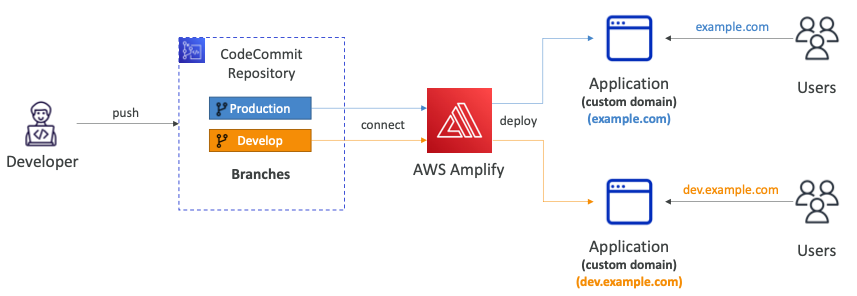 CodeCommit
Repository
Production
Develop
Branches
Developer
push
connect
AWS Amplify
deploy
Application
(custom domain)
(example.com)
example.com
Users
Application
(custom domain)
(dev.example.com)
dev.example.com
Users